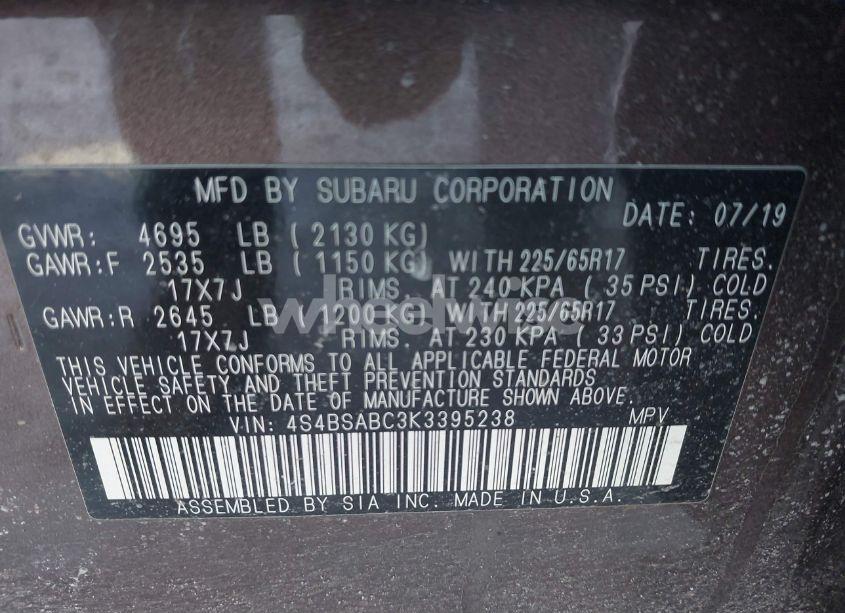 MFD BY SUBARU CORPORATION
DATE: 07/19
GVWR: 4695 LB ( 2130 KG)
GAWR:F 2535 LB ( 1150 KG) WITH 225/65R17 TIRES.
17X7J RIMS. AT 240 KPA ( 35 PSI) COLD
GAWR:R 2645 LB ( 1200 KG) WITH 225/65R17 TIRES.
17X7J RIMS. AT 230 KPA ( 33 PSI) COLD
THIS VEHICLE CONFORMS TO ALL APPLICABLE FEDERAL MOTOR
VEHICLE SAFETY AND THEFT PREVENTION STANDARDS
IN EFFECT ON THE DATE OF MANUFACTURE SHOWN ABOVE.
VIN: 4S4BSABC3K3395238 MPV
ASSEMBLED BY SIA INC. MADE IN U.S.A.